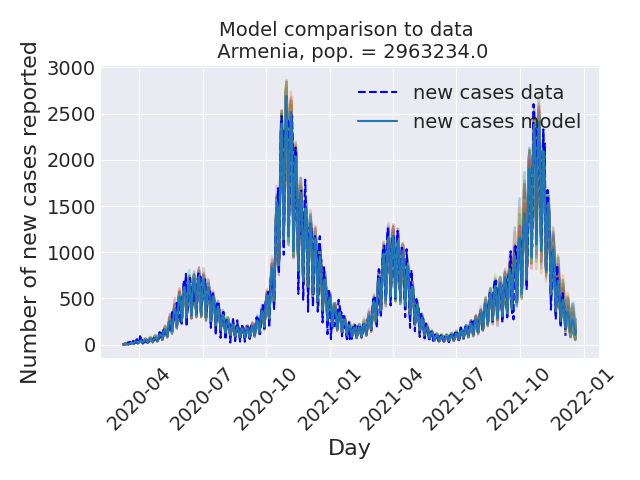 Model comparison to data
Armenia, pop. = 2963234.0
new cases data
new cases model
Number of new cases reported
3000
2500
2000
1500
1000
500
0
2020-04
2020-07
2020-10
2021-01
2021-04
2021-07
2021-10
2022-01
Day